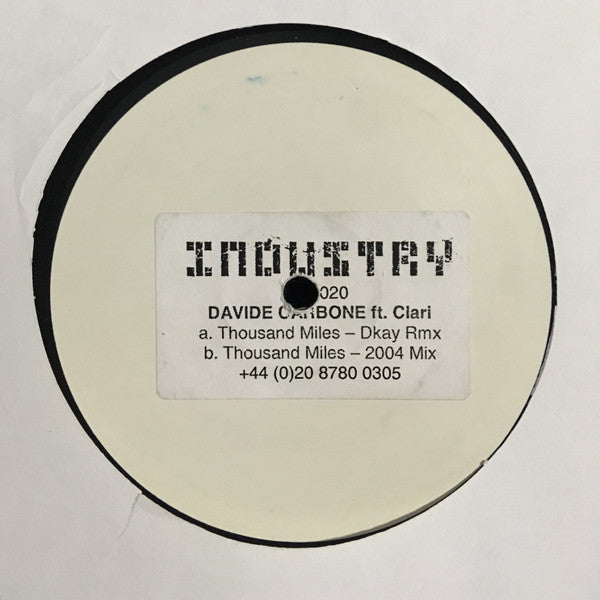 INDUSTRY
020
DAVIDE CARBONE ft. Clari
a. Thousand Miles – Dkay Rmx
b. Thousand Miles – 2004 Mix
+44 (0)20 8780 0305